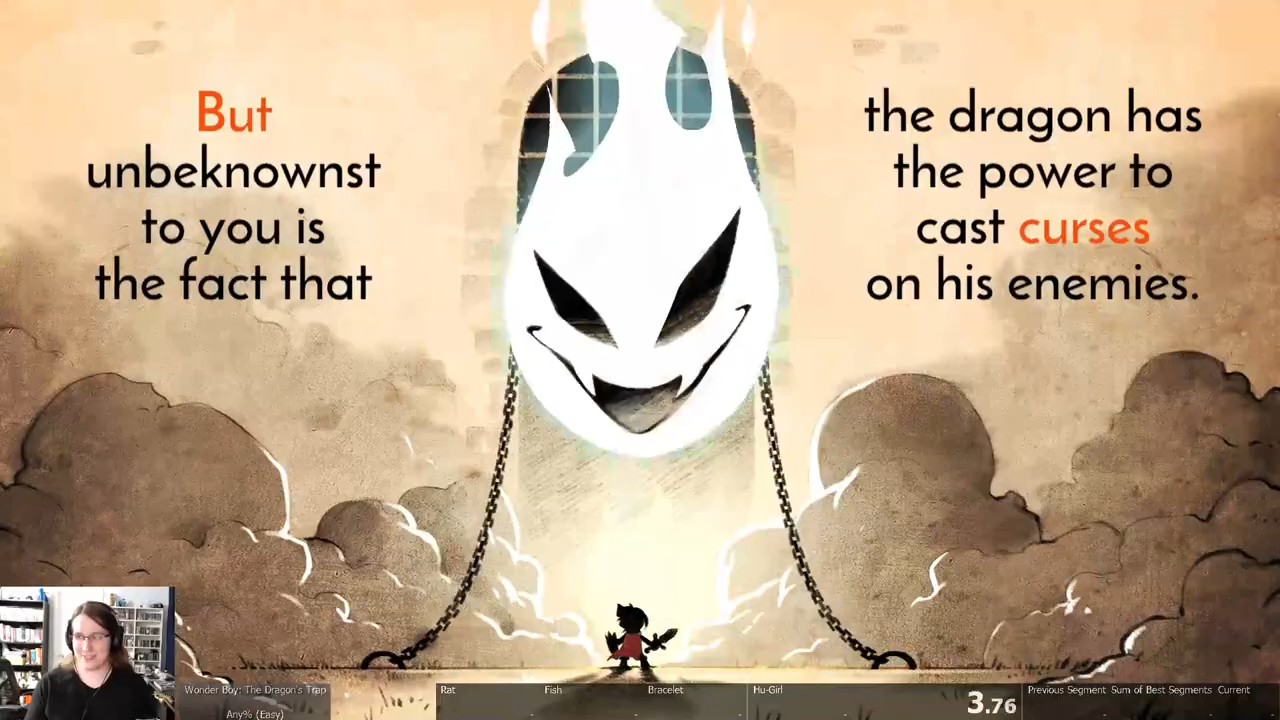 But
unbeknownst
to you is
the fact that
the dragon has
the power to
cast curses
on his enemies.
Wonder Boy: The Dragon's Trap
Any% (Easy)
Rat
Fish
Bracelet
Hu-Girl
3.76
Previous Segment Sum of Best Segments Current